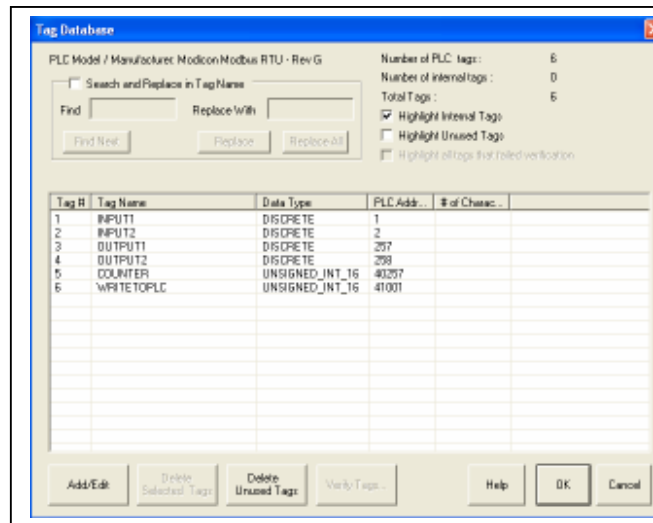 Tag Database
PLC Model / Manufacturer: Modicon Modbus RTU - Rev G
Search and Replace in Tag Name
Find
Replace With
Find Next
Replace
Replace All
Number of PLC tags : 6
Number of internal tags : 0
Total Tags : 6
Highlight Internal Tags
Highlight Unused Tags
Highlight all tags that failed verification
Tag # Tag Name Data Type PLC Addr... # of Charac...
1 INPUT1 DISCRETE 1
2 INPUT2 DISCRETE 2
3 OUTPUT1 DISCRETE 257
4 OUTPUT2 DISCRETE 258
5 COUNTER UNSIGNED_INT_16 40257
6 WRITETOPLC UNSIGNED_INT_16 41001
Add/Edit
Delete
Selected Tags
Delete
Unused Tags
Verify Tags...
Help
OK
Cancel